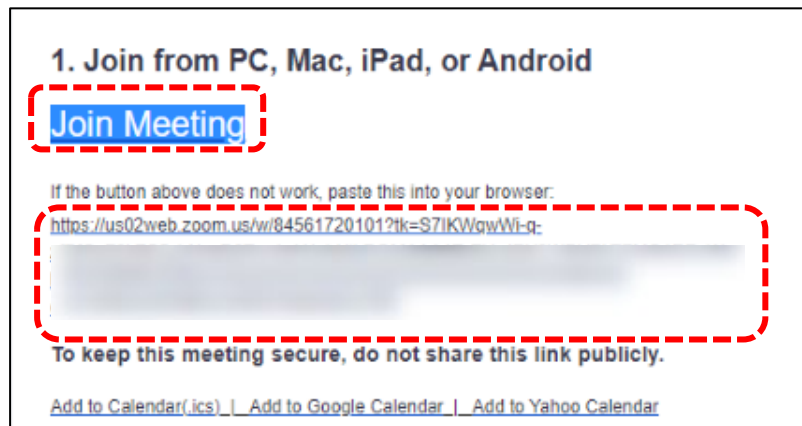 1. Join from PC, Mac, iPad, or Android
Join Meeting
If the button above does not work, paste this into your browser:
https://us02web.zoom.us/w/84561720101?tk=S7IKWqwWi-q-
To keep this meeting secure, do not share this link publicly.
Add to Calendar(.ics) | Add to Google Calendar | Add to Yahoo Calendar